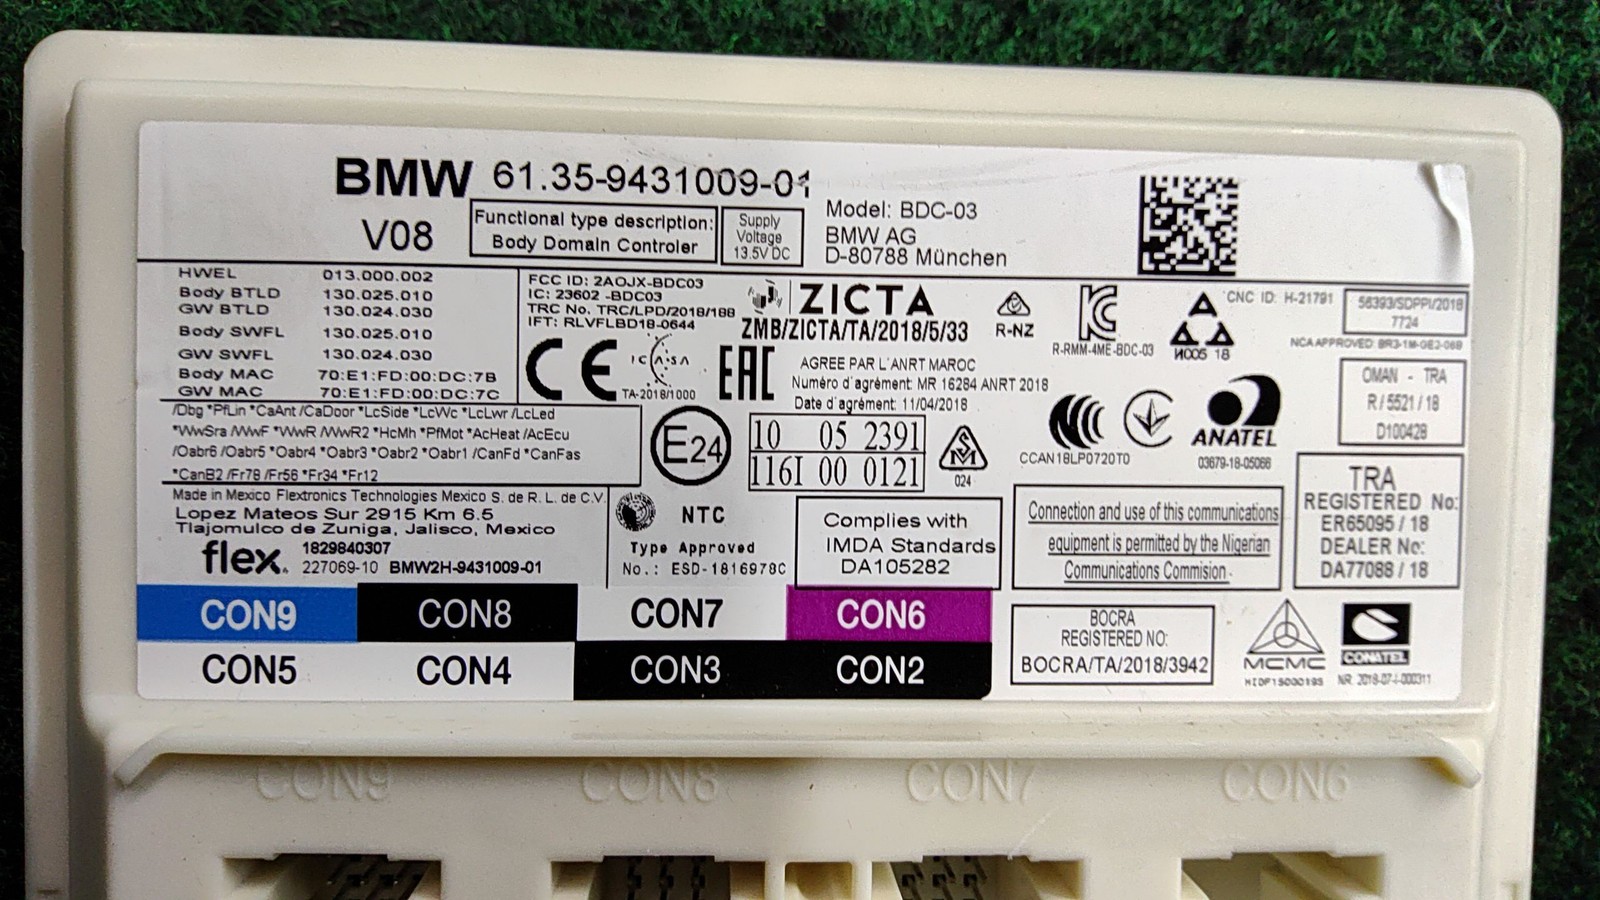 BMW 61.35-9431009-01
V08
Functional type description:
Body Domain Controler
Supply
Voltage
13.5V DC
Model: BDC-03
BMW AG
D-80788 München
HWEL 013.000.002
Body BTLD 130.025.010
GW BTLD 130.024.030
Body SWFL 130.025.010
GW SWFL 130.024.030
Body MAC 70:E1:FD:00:DC:7B
GW MAC 70:E1:FD:00:DC:7C
FCC ID: 2AOJX-BDC03
IC: 23602 -BDC03
TRC No. TRC/LPD/2018/188
IFT: RLVFLBD18-0644
CE
ICASA
TA-2018/1000
ZICTA
ZMB/ZICTA/TA/2018/5/33
EAC
AGREE PAR L'ANRT MAROC
Numéro d'agrément: MR 16284 ANRT 2018
Date d'agrément: 11/04/2018
R-NZ
KC
R-RMM-4ME-BDC-03
И005 18
CNC ID: H-21791
56393/SDPPI/2018
7724
NCA APPROVED: BR3-1M-GE2-06B
OMAN - TRA
R/5521/18
D100428
/Dbg *PfLin *CaAnt /CaDoor *LcSide *LcWc *LcLwr /LcLed
*WwSra /WwF *WwR /WwR2 *HcMh *PfMot *AcHeat /AcEcu
/Oabr6 /Oabr5 *Oabr4 *Oabr3 *Oabr2 *Oabr1 /CanFd *CanFas
*CanB2 /Fr78 /Fr56 *Fr34 *Fr12
E24
10 05 2391
116I 00 0121
024
CCAN18LP0720T0
ANATEL
03679-18-05066
TRA
REGISTERED No:
ER65095 / 18
DEALER No:
DA77088 / 18
Made in Mexico Flextronics Technologies Mexico S. de R. L. de C.V.
Lopez Mateos Sur 2915 Km 6.5
Tlajomulco de Zuniga, Jalisco, Mexico
flex. 1829840307
227069-10 BMW2H-9431009-01
NTC
Type Approved
No.: ESD-1816978C
Complies with
IMDA Standards
DA105282
Connection and use of this communications
equipment is permitted by the Nigerian
Communications Commision
CON9 CON8 CON7 CON6
CON5 CON4 CON3 CON2
BOCRA
REGISTERED NO:
BOCRA/TA/2018/3942
MCMC
HIDF15000195
CONATEL
NR. 2018-07-I-000311
CON9 CON8 CON7 CON6